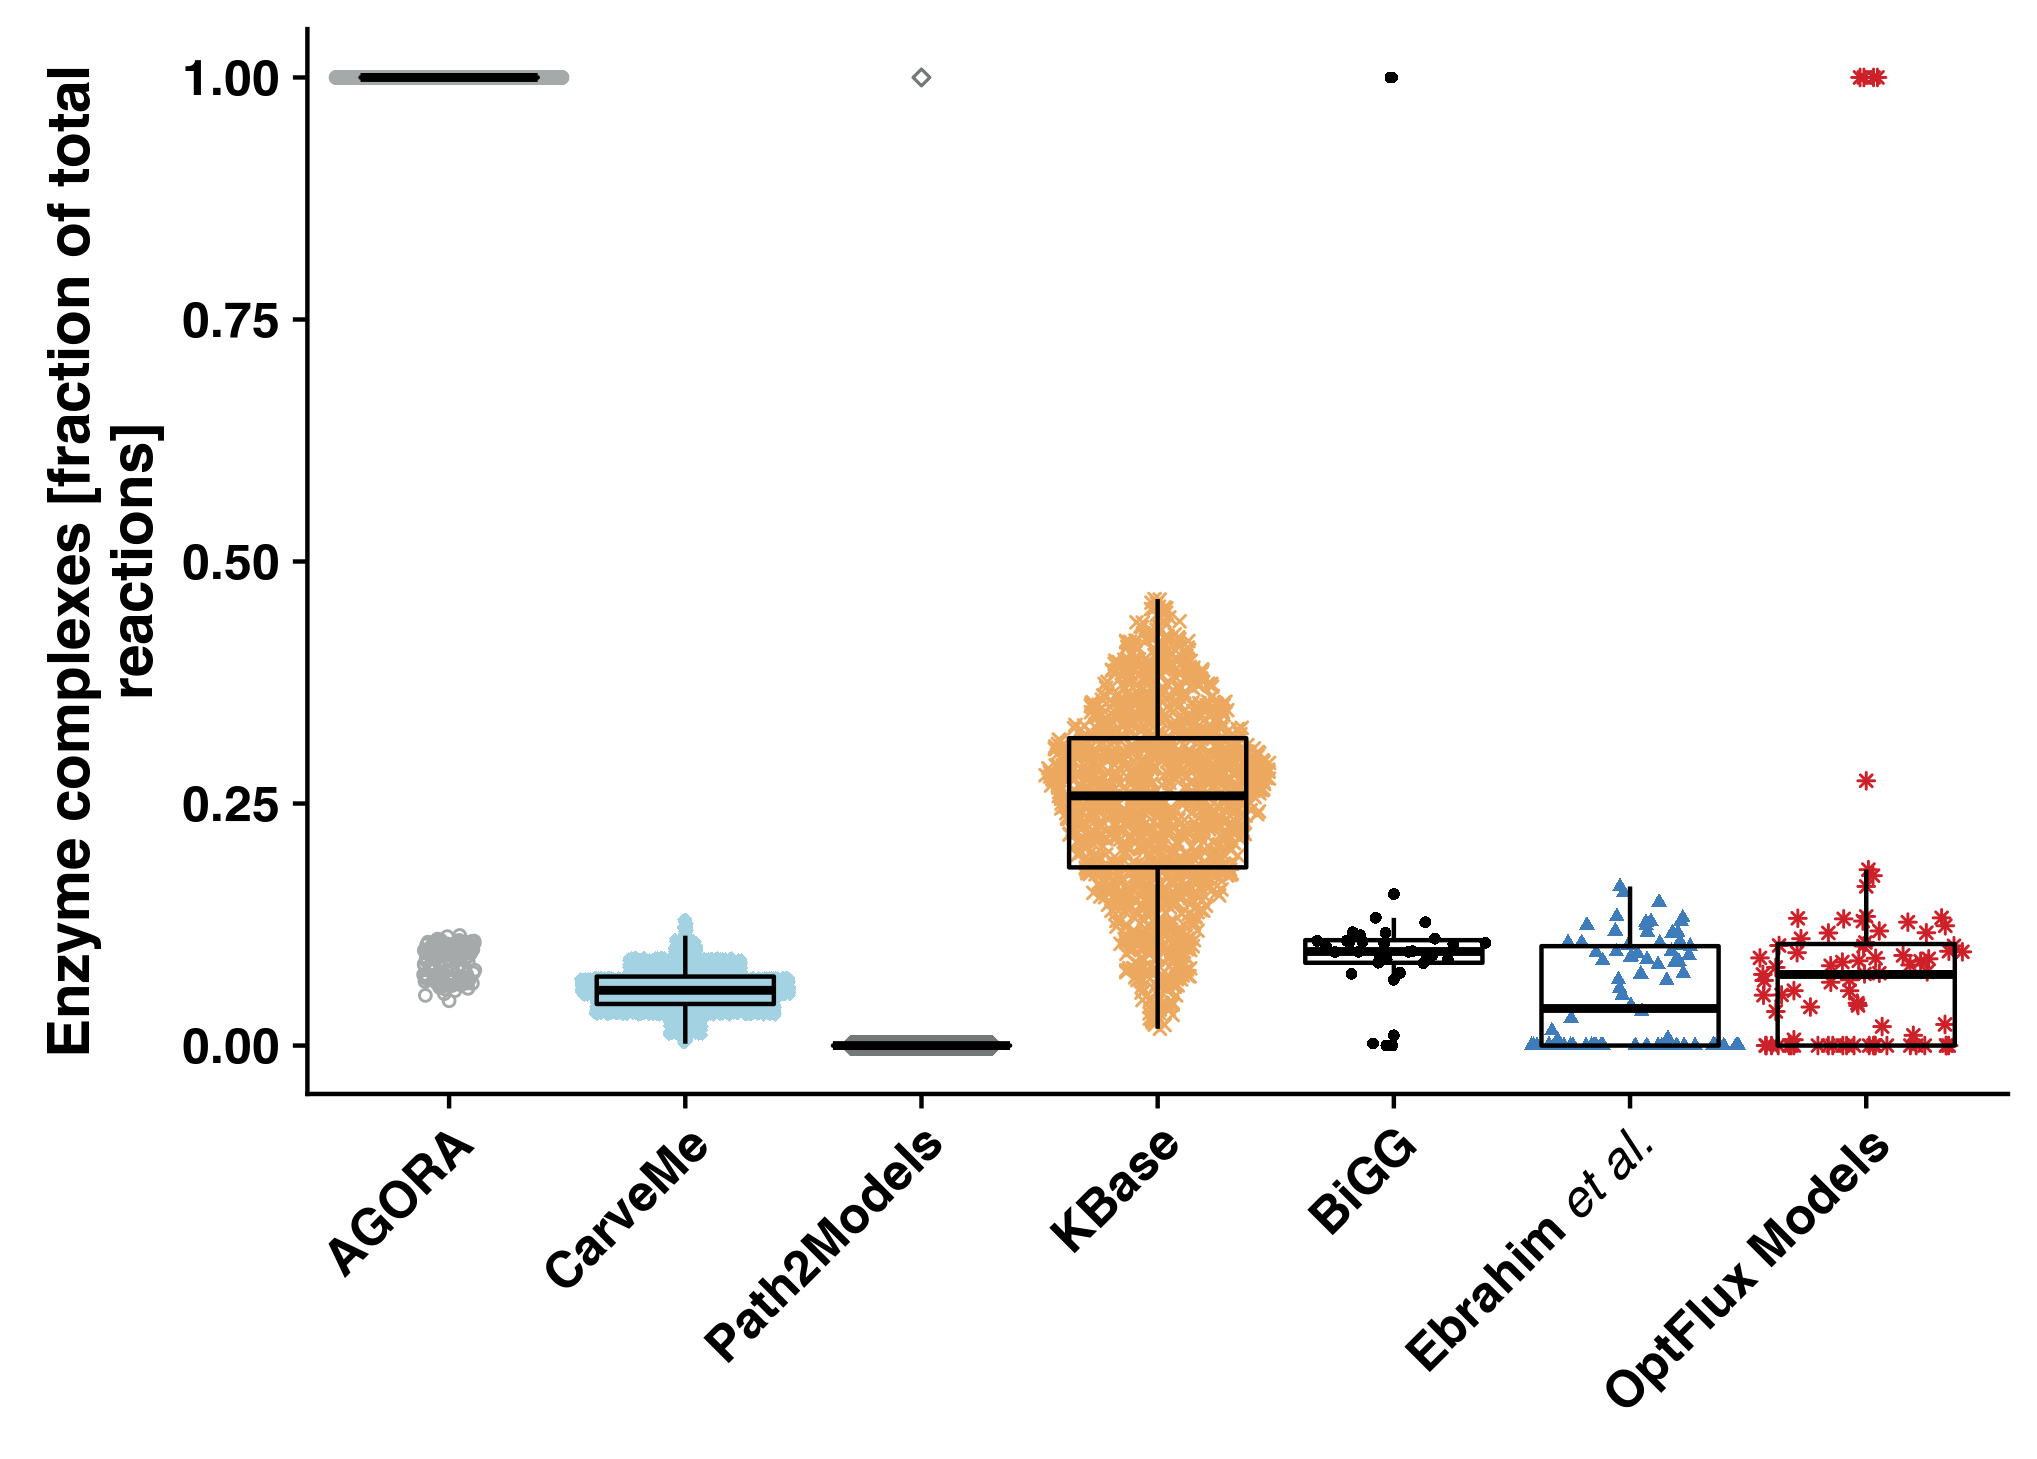 Enzyme complexes [fraction of total
reactions]
1.00
0.75
0.50
0.25
0.00
AGORA
CarveMe
Path2Models
KBase
BiGG
Ebrahim et al.
OptFlux Models